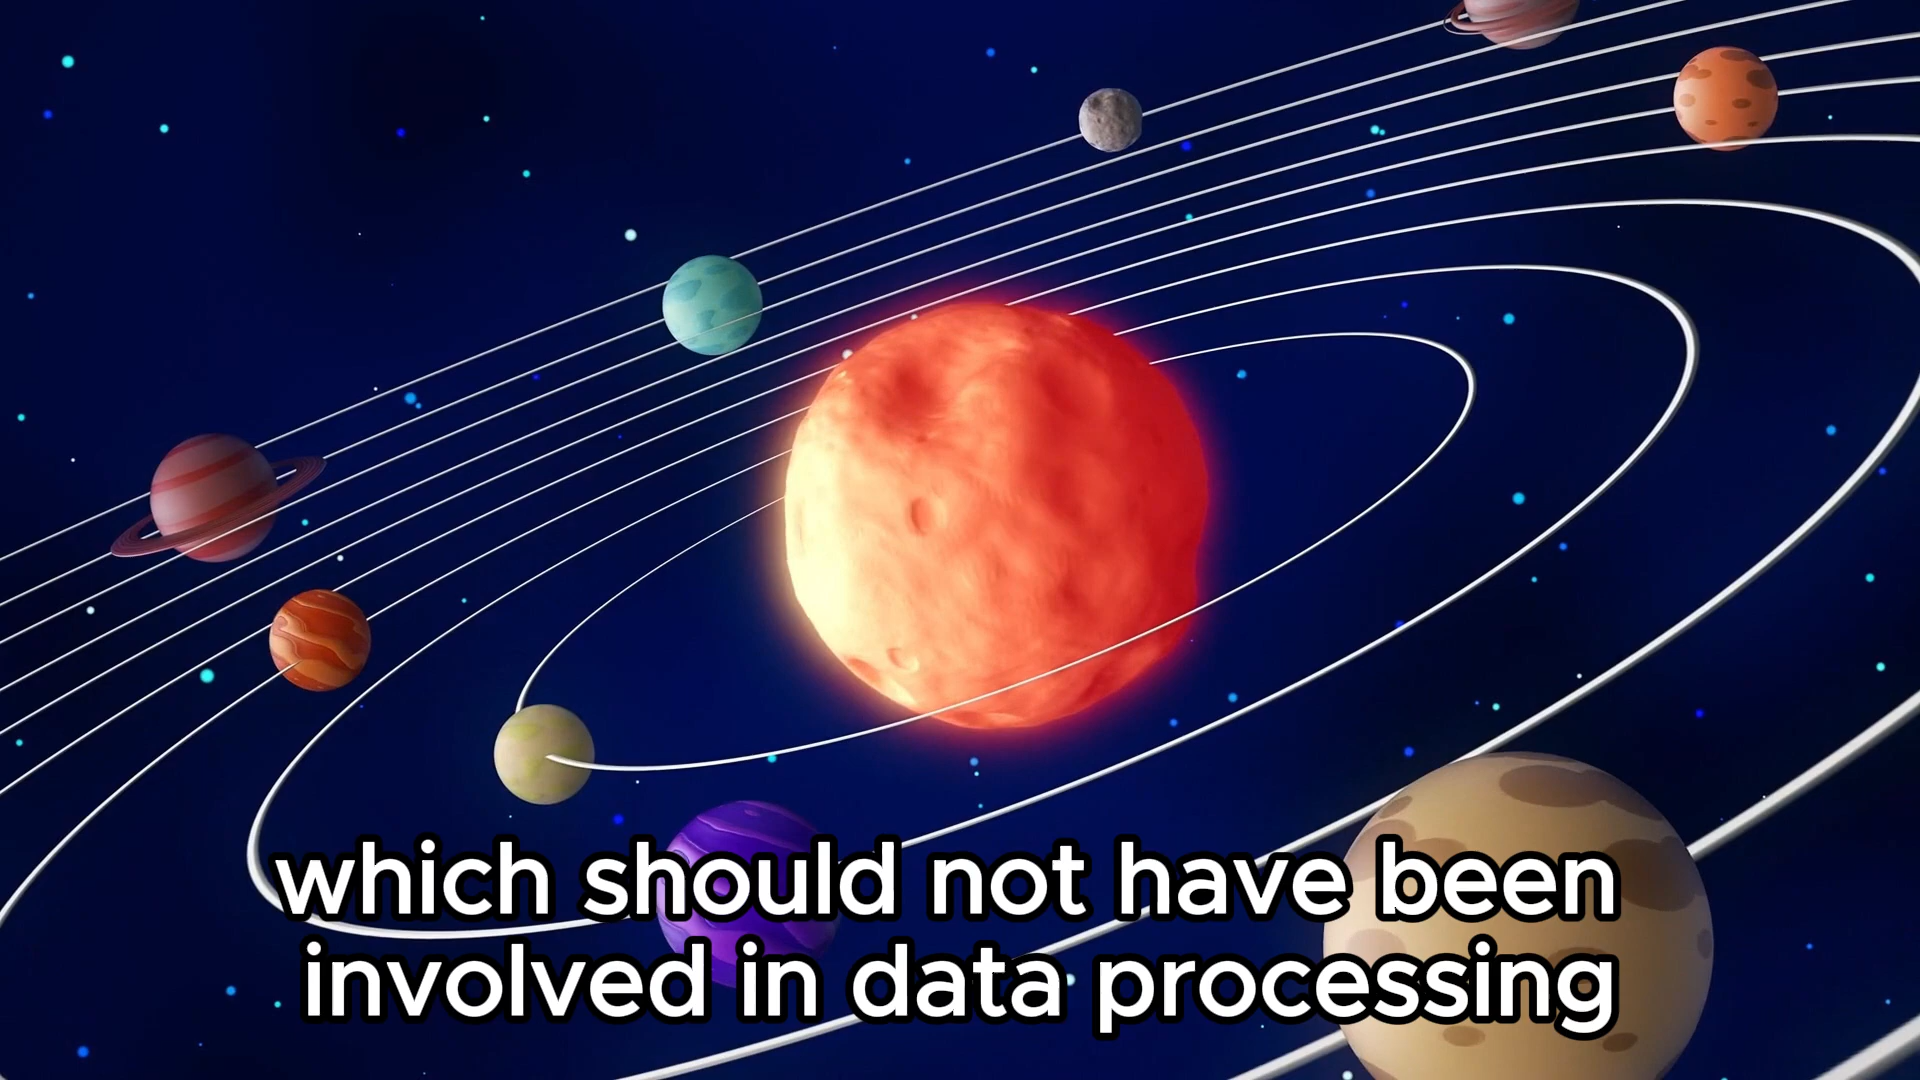 which should not have been
involved in data processing